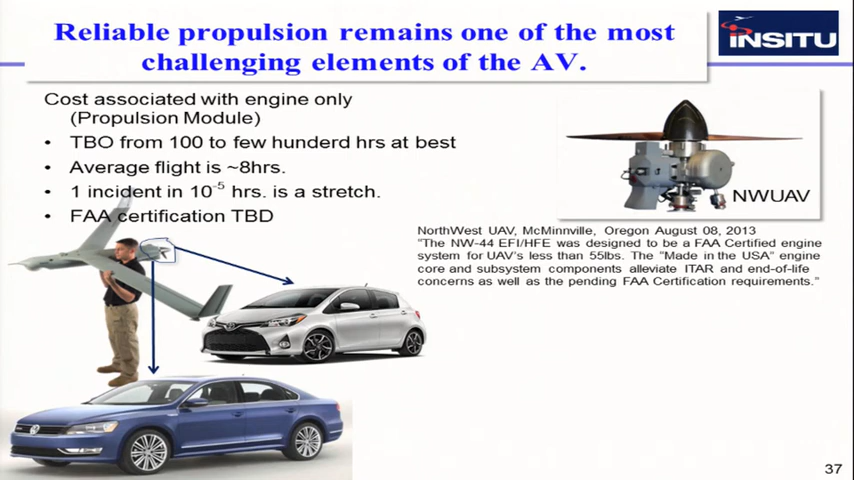 Reliable propulsion remains one of the most
challenging elements of the AV.
INSITU
Cost associated with engine only
(Propulsion Module)
• TBO from 100 to few hunderd hrs at best
• Average flight is ~8hrs.
• 1 incident in 10-5 hrs. is a stretch.
• FAA certification TBD
NWUAV
NorthWest UAV, McMinnville, Oregon August 08, 2013
"The NW-44 EFI/HFE was designed to be a FAA Certified engine
system for UAV's less than 55lbs. The "Made in the USA" engine
core and subsystem components alleviate ITAR and end-of-life
concerns as well as the pending FAA Certification requirements."
37